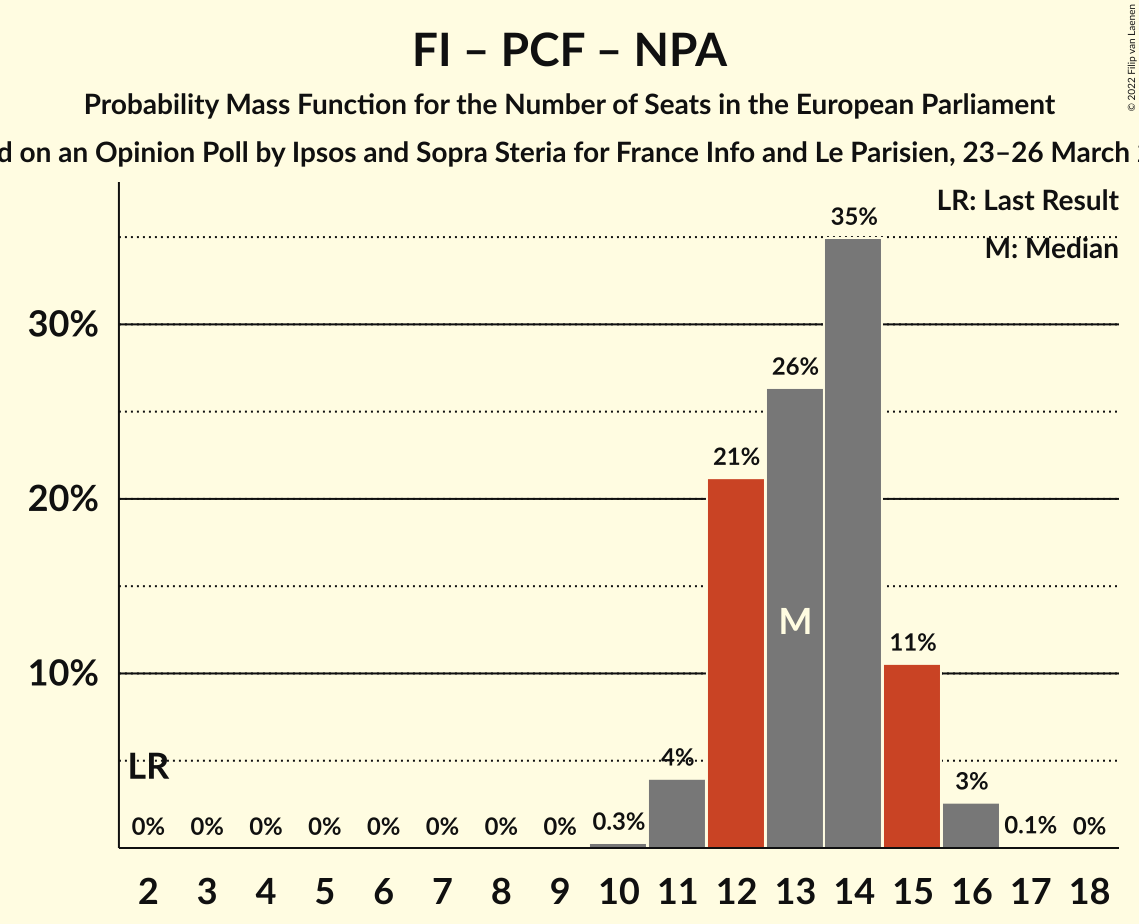 FI – PCF – NPA
Probability Mass Function for the Number of Seats in the European Parliament
on an Opinion Poll by Ipsos and Sopra Steria for France Info and Le Parisien, 23–26 March
© 2022 Filip van Laenen
LR: Last Result
M: Median
35%
30%
26%
21%
20%
M
11%
10%
LR
4%
3%
0% 0% 0% 0% 0% 0% 0% 0% 0.3% 0.1% 0%
2 3 4 5 6 7 8 9 10 11 12 13 14 15 16 17 18